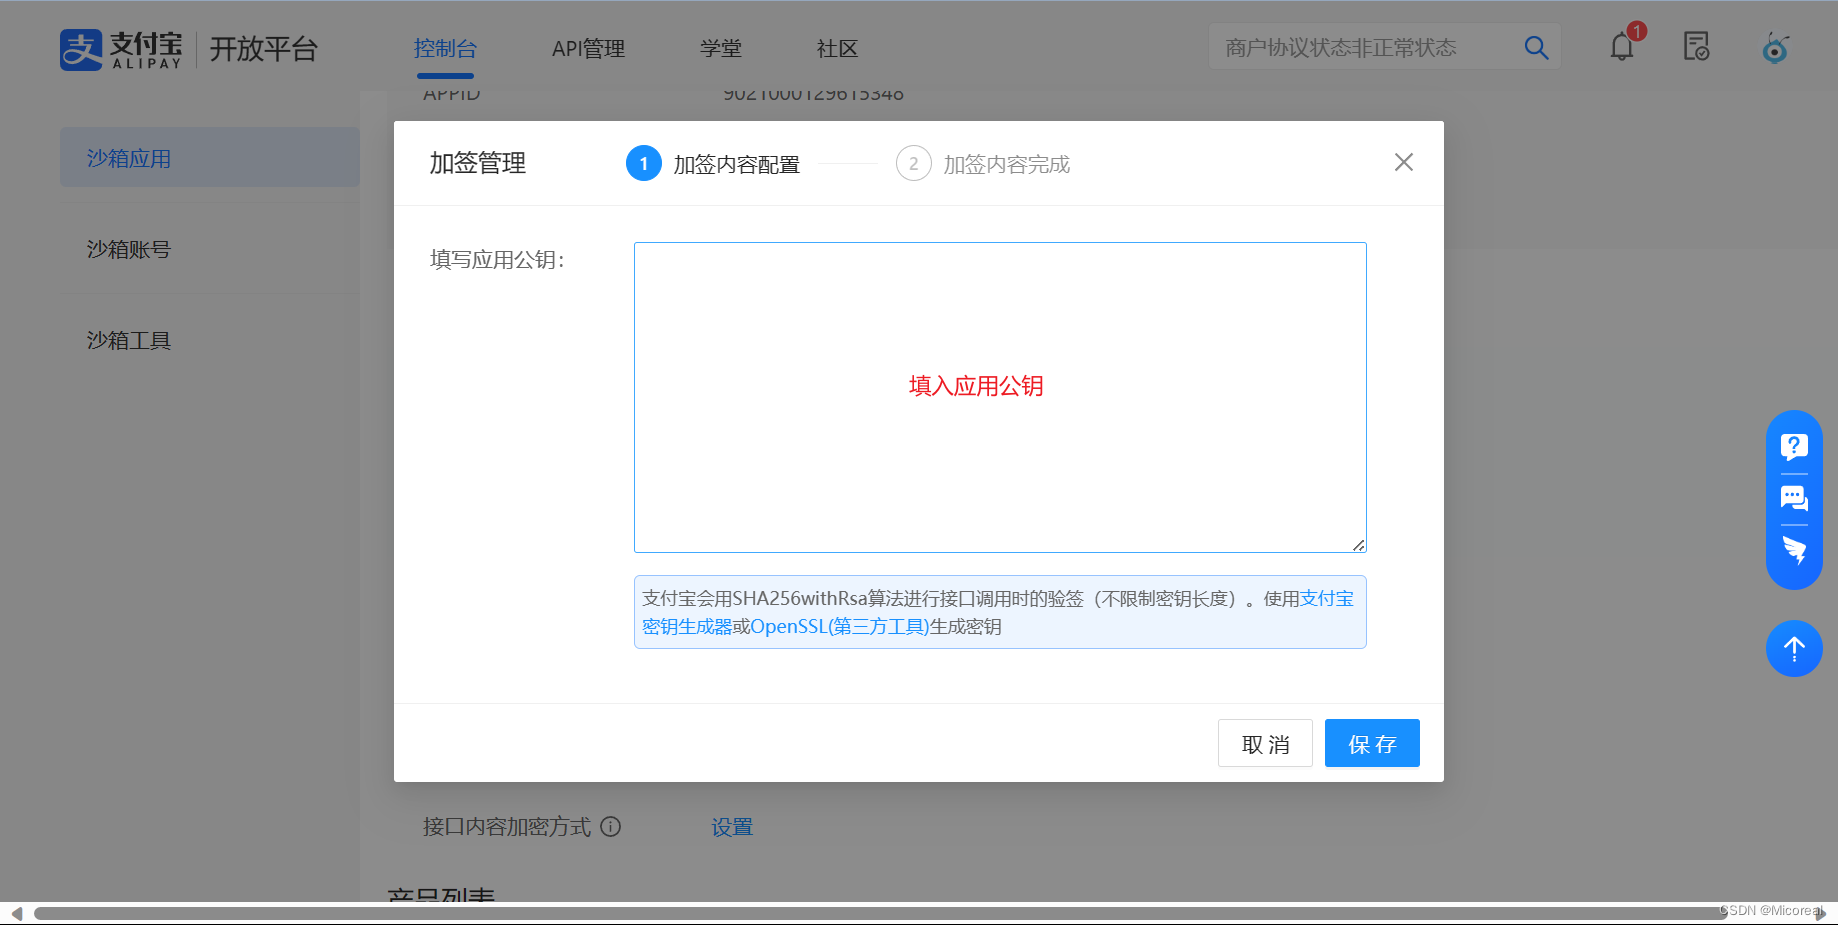 支付宝
ALIPAY
开放平台
控制台
API管理
学堂
社区
商户协议状态非正常状态
1
APPID
9021000129615348
沙箱应用
沙箱账号
沙箱工具
加签管理
1
加签内容配置
2
加签内容完成
填写应用公钥：
填入应用公钥
支付宝会用SHA256withRsa算法进行接口调用时的验签（不限制密钥长度）。使用支付宝
密钥生成器或OpenSSL(第三方工具)生成密钥
取 消
保 存
接口内容加密方式
设置
产品列表
CSDN @Micoreal